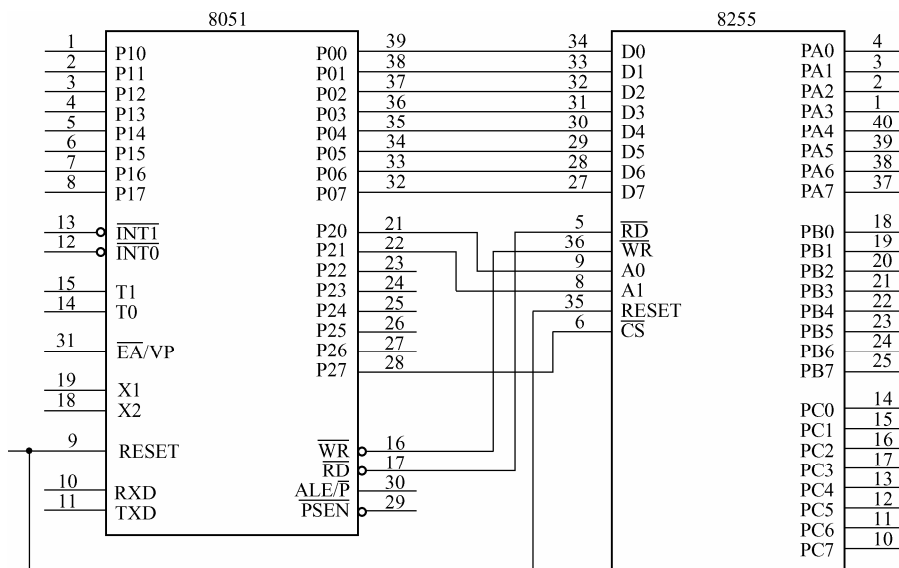 8051
8255
1 P10 P00 39 34 D0 PA0 4
2 P11 P01 38 33 D1 PA1 3
3 P12 P02 37 32 D2 PA2 2
4 P13 P03 36 31 D3 PA3 1
5 P14 P04 35 30 D4 PA4 40
6 P15 P05 34 29 D5 PA5 39
7 P16 P06 33 28 D6 PA6 38
8 P17 P07 32 27 D7 PA7 37
13 INT1 P20 21 5 RD PB0 18
12 INT0 P21 22 36 WR PB1 19
P22 23 9 A0 PB2 20
15 T1 P23 24 8 A1 PB3 21
14 T0 P24 25 35 RESET PB4 22
P25 26 6 CS PB5 23
31 EA/VP P26 27 PB6 24
P27 28 PB7 25
19 X1
18 X2 PC0 14
PC1 15
9 RESET WR 16 PC2 16
RD 17 PC3 17
10 RXD ALE/P 30 PC4 13
11 TXD PSEN 29 PC5 12
PC6 11
PC7 10